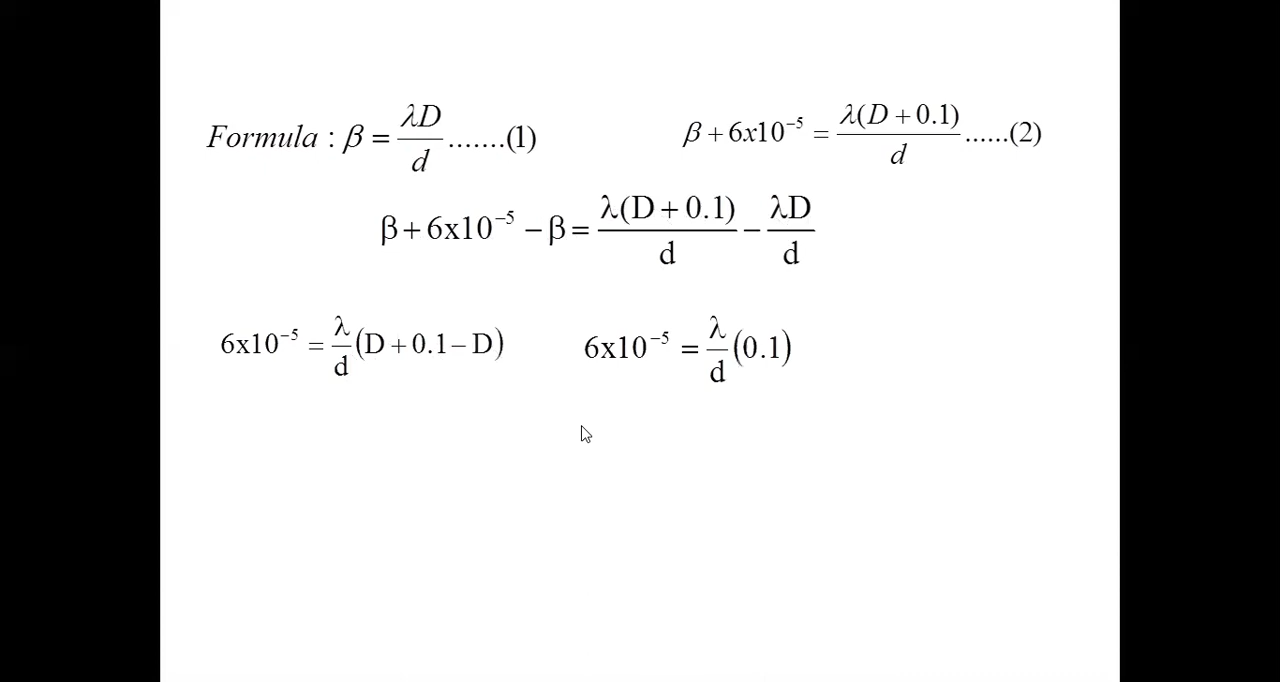 Formula : β = λD/d .......(1)    β + 6x10⁻⁵ = λ(D + 0.1)/d ......(2)
β + 6x10⁻⁵ − β = λ(D + 0.1)/d − λD/d
6x10⁻⁵ = λ/d (D + 0.1 − D)    6x10⁻⁵ = λ/d (0.1)